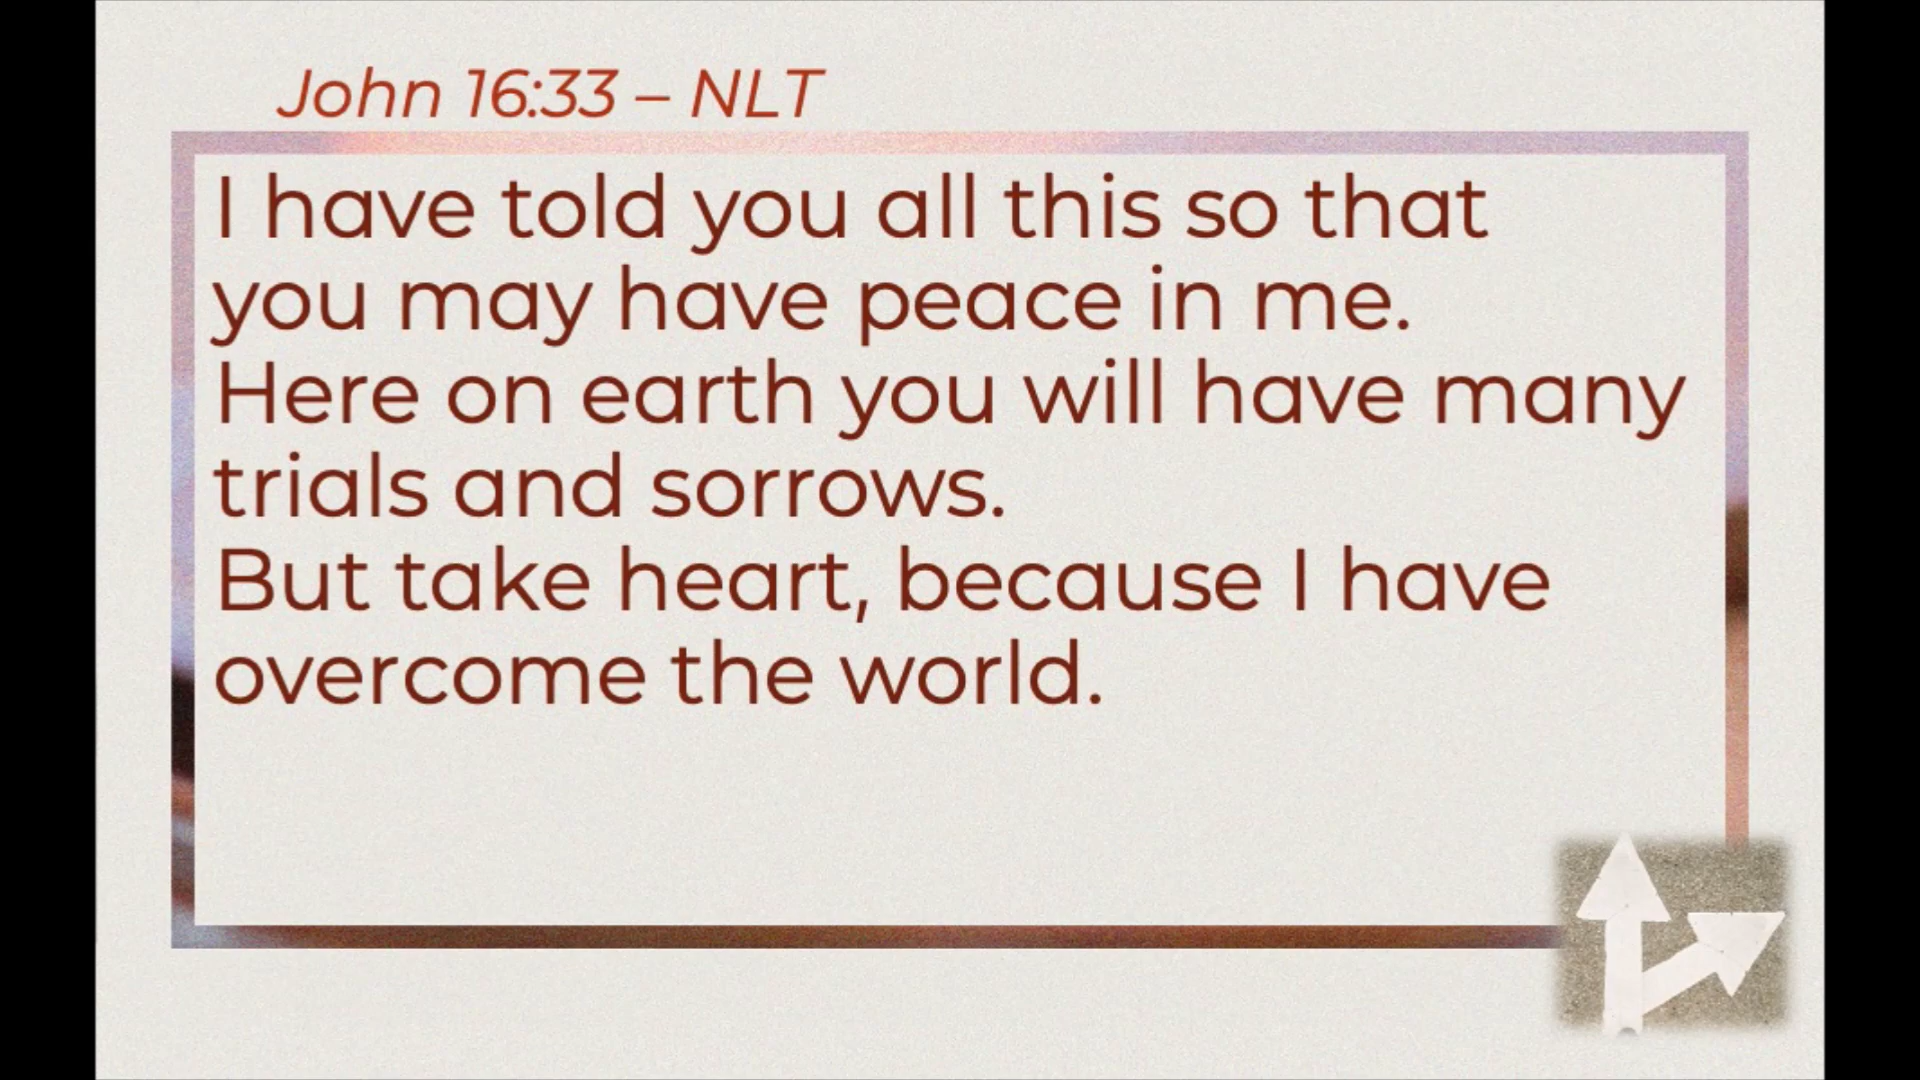 John 16:33 – NLT
I have told you all this so that
you may have peace in me.
Here on earth you will have many
trials and sorrows.
But take heart, because I have
overcome the world.